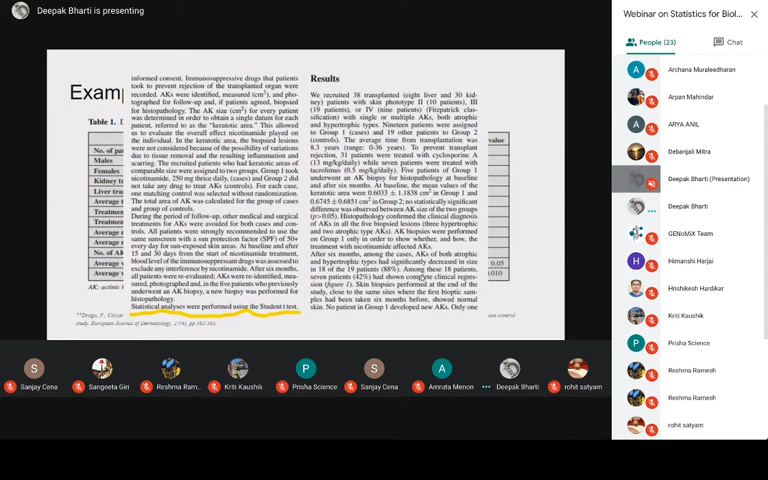 Deepak Bharti is presenting
Webinar on Statistics for Biol...
People (23)
Chat
Examp
Table 1. D
No. of pa
Males
Females
Kidney tr
Liver tra
Average t
Treatment
Treatment
Average
Average
No. of AK
Average v
Average v
AK: actinic
informed consent. Immunosuppressive drugs that patients
took to prevent rejection of the transplanted organ were
recorded. AKs were identified, measured (cm²), and pho-
tographed for follow-up and, if patients agreed, biopsied
for histopathology. The AK size (cm²) for every patient
was determined in order to obtain a single datum for each
patient, referred to as the "keratotic area." This allowed
us to evaluate the overall effect nicotinamide played on
the individual. In the keratotic area, the biopsied lesions
were not considered because of the possibility of variations
due to tissue removal and the resulting inflammation and
scarring. The recruited patients who had keratotic areas of
comparable size were assigned to two groups. Group 1 took
nicotinamide, 250 mg thrice daily, (cases) and Group 2 did
not take any drug to treat AKs (controls). For each case,
one matching control was selected without randomization.
The total area of AK was calculated for the group of cases
and group of controls.
During the period of follow-up, other medical and surgical
treatments for AKs were avoided for both cases and con-
trols. All patients were strongly recommended to use the
same sunscreen with a sun protection factor (SPF) of 50+
every day for sun-exposed skin areas. At baseline and after
15 and 30 days from the start of nicotinamide treatment,
blood level of the immunosuppressant drugs was assessed to
exclude any interference by nicotinamide. After six months,
all patients were re-evaluated; AKs were re-identified, mea-
sured, photographed and, in the five patients who previously
underwent an AK biopsy, a new biopsy was performed for
histopathology.
Statistical analyses were performed using the Student t test.
Results
We recruited 38 transplanted (eight liver and 30 kid-
ney) patients with skin phototype II (10 patients), III
(19 patients), or IV (nine patients) (Fitzpatrick clas-
sification) with single or multiple AKs, both atrophic
and hypertrophic types. Nineteen patients were assigned
to Group 1 (cases) and 19 other patients to Group 2
(controls). The average time from transplantation was
8.3 years (range: 0-36 years). To prevent transplant
rejection, 31 patients were treated with cyclosporin A
(13 mg/kg/daily) while seven patients were treated with
tacrolimus (0.5 mg/kg/daily). Five patients of Group 1
underwent an AK biopsy for histopathology at baseline
and after six months. At baseline, the mean values of the
keratotic area were 0.6033 ± 1.1838 cm² in Group 1 and
0.6745 ± 0.6851 cm² in Group 2; no statistically significant
difference was observed between AK size of the two groups
(p>0.05). Histopathology confirmed the clinical diagnosis
of AKs in all the five biopsied lesions (three hypertrophic
and two atrophic type AKs). AK biopsies were performed
on Group 1 only in order to show whether, and how, the
treatment with nicotinamide affected AKs.
After six months, among the cases, AKs of both atrophic
and hypertrophic types had significantly decreased in size
in 18 of the 19 patients (88%). Among these 18 patients,
seven patients (42%) had shown complete clinical regres-
sion (figure 1). Skin biopsies performed at the end of the
study, close to the same sites where the first bioptic sam-
ples had been taken six months before, showed normal
skin. No patient in Group 1 developed new AKs. Only one
value
0.05
0.010
**Drago, F., Ciccar
study. European Journal of Dermatology, 27(4), pp.382-385.
ase-control
Archana Muraleedharan
Arpan Mahindar
ARYA ANIL
Debanjali Mitra
Deepak Bharti (Presentation)
Deepak Bharti
GENoMiX Team
Himanshi Harjai
Hrishikesh Hardikar
Kriti Kaushik
Prisha Science
Reshma Ramesh
Reshma Ramesh
rohit satyam
A
A
P
S
P
S
A
Sanjay Cena
Sangeeta Giri
Reshma Ram...
Kriti Kaushik
Prisha Science
Sanjay Cena
Amruta Menon
Deepak Bharti
rohit satyam